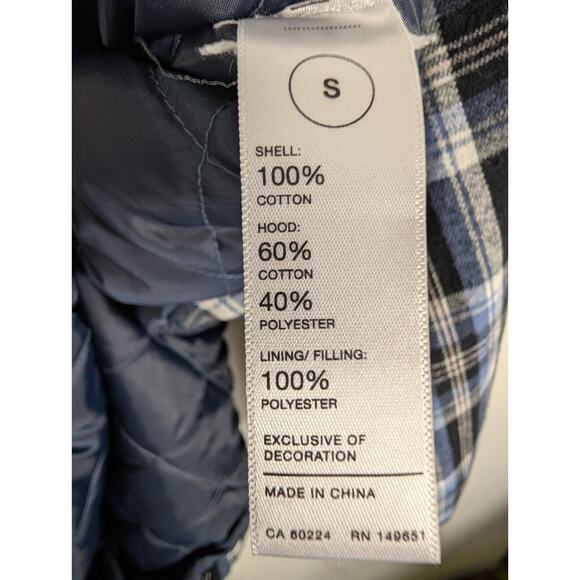 S
SHELL:
100%
COTTON
HOOD:
60%
COTTON
40%
POLYESTER
LINING/ FILLING:
100%
POLYESTER
EXCLUSIVE OF
DECORATION
MADE IN CHINA
CA 60224 RN 149651